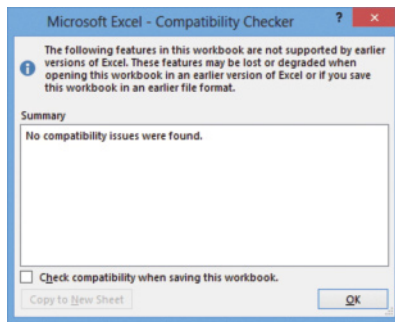 Microsoft Excel - Compatibility Checker ? ×
The following features in this workbook are not supported by earlier
versions of Excel. These features may be lost or degraded when
opening this workbook in an earlier version of Excel or if you save
this workbook in an earlier file format.
Summary
No compatibility issues were found.
Check compatibility when saving this workbook.
Copy to New Sheet OK